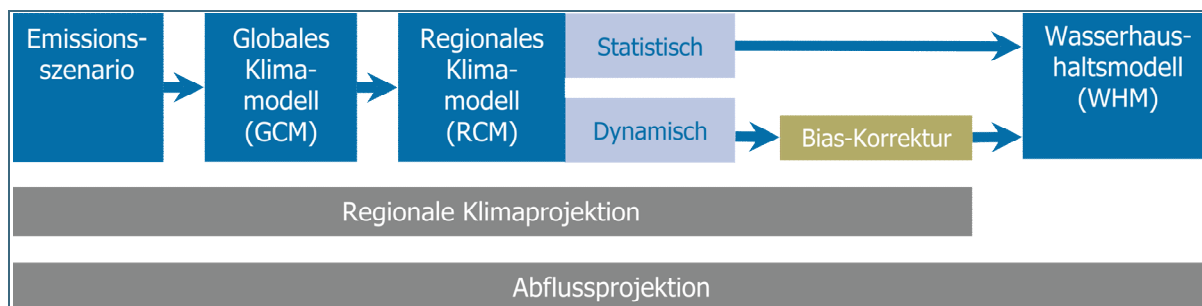 Emissions-
szenario
Globales
Klima-
modell
(GCM)
Regionales
Klima-
modell
(RCM)
Statistisch
Dynamisch
Bias-Korrektur
Wasserhaus-
haltsmodell
(WHM)
Regionale Klimaprojektion
Abflussprojektion